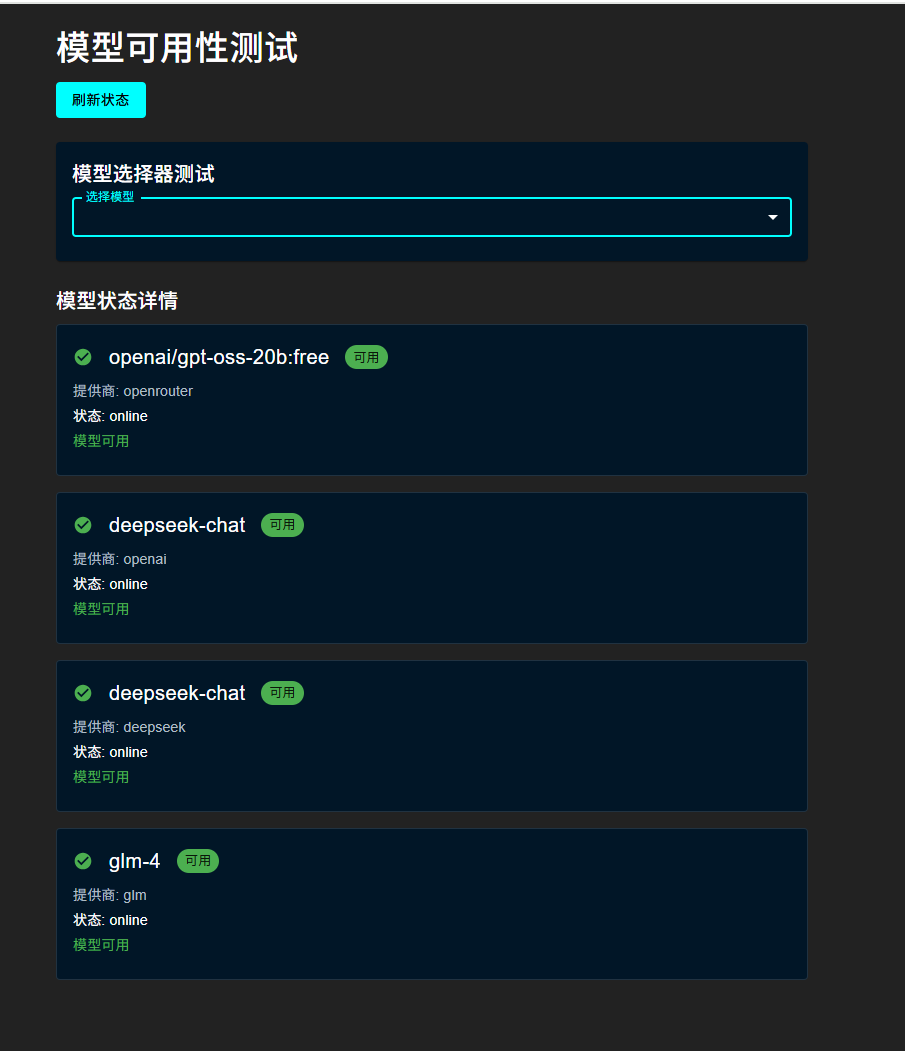 模型可用性测试
刷新状态
模型选择器测试
选择模型
模型状态详情
openai/gpt-oss-20b:free 可用
提供商: openrouter
状态: online
模型可用
deepseek-chat 可用
提供商: openai
状态: online
模型可用
deepseek-chat 可用
提供商: deepseek
状态: online
模型可用
glm-4 可用
提供商: glm
状态: online
模型可用